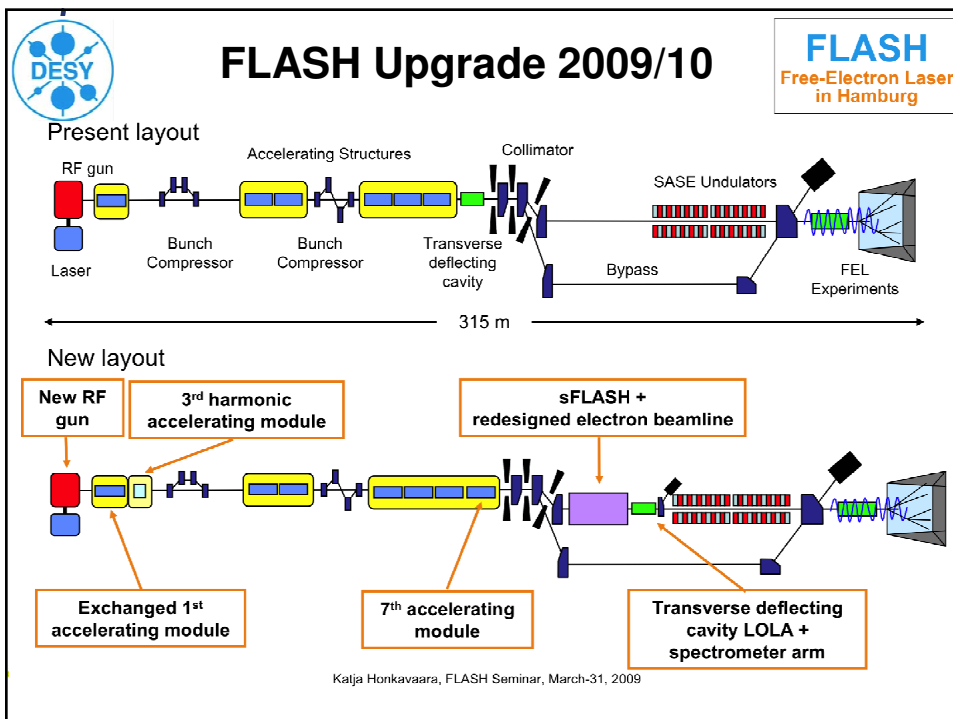 DESY
FLASH Upgrade 2009/10
FLASH
Free-Electron Laser
in Hamburg
Present layout
RF gun
Accelerating Structures
Collimator
SASE Undulators
Laser
Bunch
Compressor
Bunch
Compressor
Transverse
deflecting
cavity
Bypass
FEL
Experiments
315 m
New layout
New RF
gun
3rd harmonic
accelerating module
sFLASH +
redesigned electron beamline
Exchanged 1st
accelerating module
7th accelerating
module
Transverse deflecting
cavity LOLA +
spectrometer arm
Katja Honkavaara, FLASH Seminar, March-31, 2009